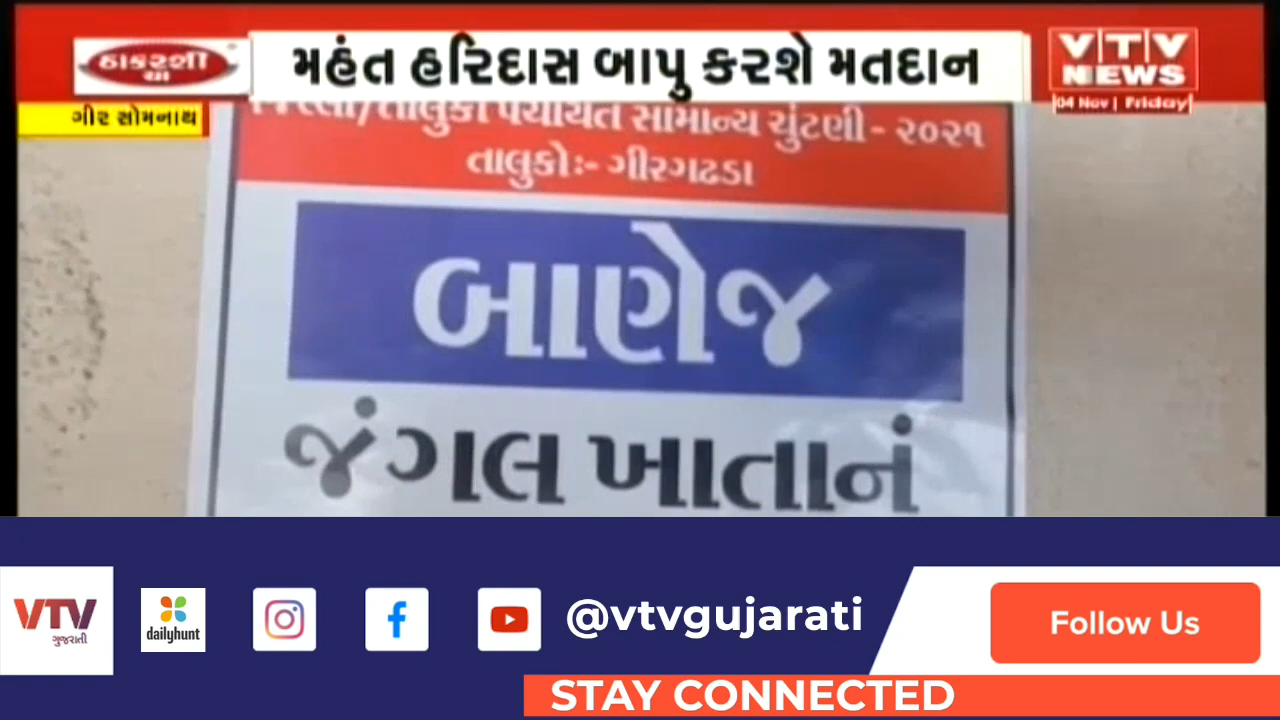 ઠાકરશી
ચા
મહંત હરિદાસ બાપુ કરશે મતદાન
VTV
NEWS
04 Nov | Friday
ગીર સોમનાથ
સામાન્ય ચુંટણી - ૨૦૨૧
તાલુકોઃ- ગીરગઢડા
બાણેજ
જંગલ ખાતાનં
VTV
ગુજરાતી
dailyhunt
@vtvgujarati
Follow Us
STAY CONNECTED